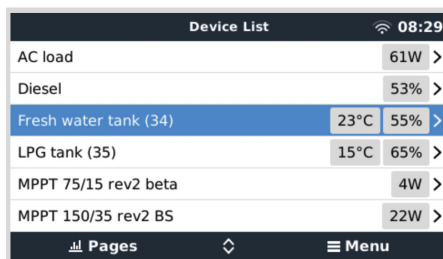 Device List 08:29
AC load 61W
Diesel 53%
Fresh water tank (34) 23°C 55%
LPG tank (35) 15°C 65%
MPPT 75/15 rev2 beta 4W
MPPT 150/35 rev2 BS 22W
Pages Menu